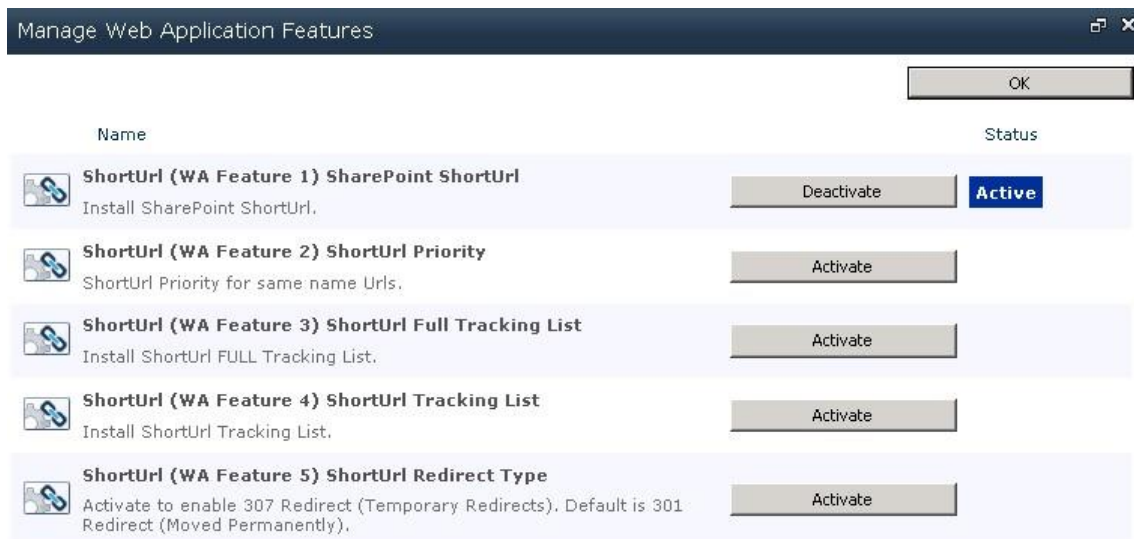 Manage Web Application Features
OK
Name Status
ShortUrl (WA Feature 1) SharePoint ShortUrl
Install SharePoint ShortUrl.
Deactivate Active
ShortUrl (WA Feature 2) ShortUrl Priority
ShortUrl Priority for same name Urls.
Activate
ShortUrl (WA Feature 3) ShortUrl Full Tracking List
Install ShortUrl FULL Tracking List.
Activate
ShortUrl (WA Feature 4) ShortUrl Tracking List
Install ShortUrl Tracking List.
Activate
ShortUrl (WA Feature 5) ShortUrl Redirect Type
Activate to enable 307 Redirect (Temporary Redirects). Default is 301
Redirect (Moved Permanently).
Activate